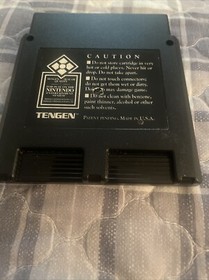 CAUTION
■ Do not store cartridge in very
hot or cold places. Never hit or
drop. Do not take apart.
■ Do not touch connectors;
do not get them wet or dirty.
may damage game.
■ Do not clean with benzene,
paint thinner, alcohol or other
such solvents.
NINTENDO
TENGEN
PATENT PENDING. MADE IN U.S.A.